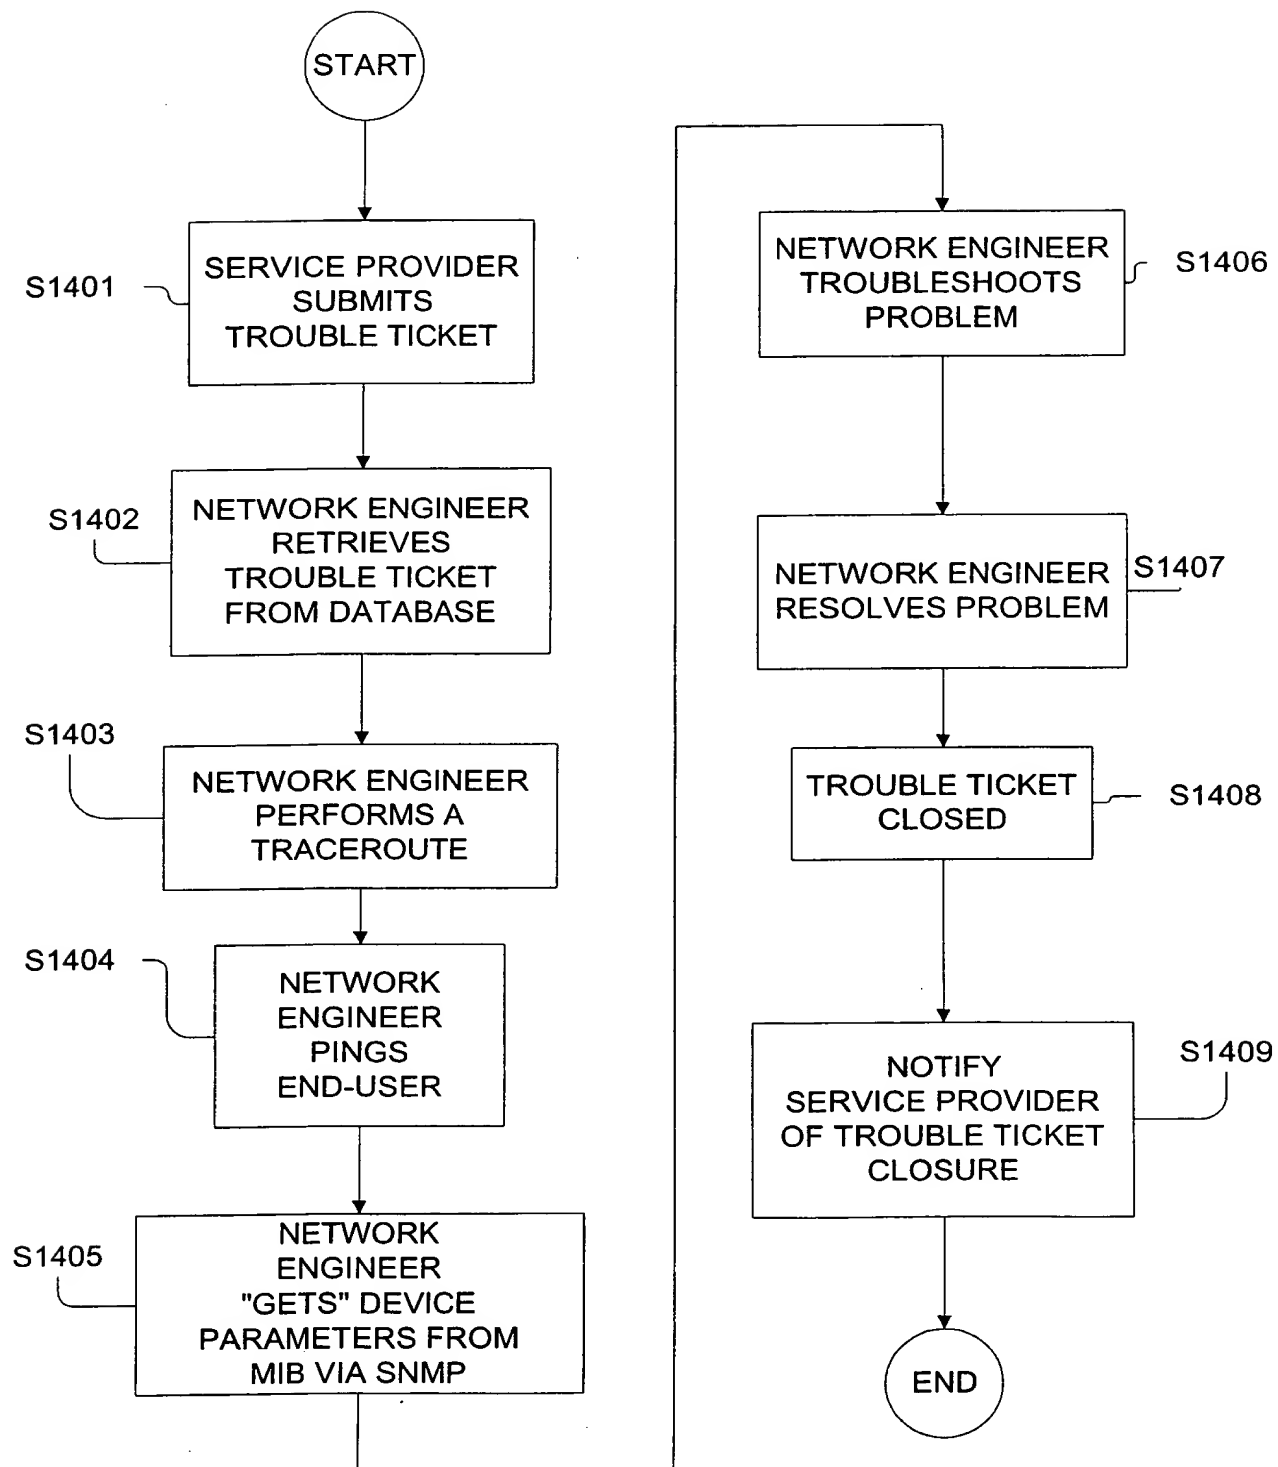 START
S1401
SERVICE PROVIDER
SUBMITS
TROUBLE TICKET
S1402
NETWORK ENGINEER
RETRIEVES
TROUBLE TICKET
FROM DATABASE
S1403
NETWORK ENGINEER
PERFORMS A
TRACEROUTE
S1404
NETWORK
ENGINEER
PINGS
END-USER
S1405
NETWORK
ENGINEER
"GETS" DEVICE
PARAMETERS FROM
MIB VIA SNMP
NETWORK ENGINEER
TROUBLESHOOTS
PROBLEM
S1406
NETWORK ENGINEER
RESOLVES PROBLEM
S1407
TROUBLE TICKET
CLOSED
S1408
NOTIFY
SERVICE PROVIDER
OF TROUBLE TICKET
CLOSURE
S1409
END